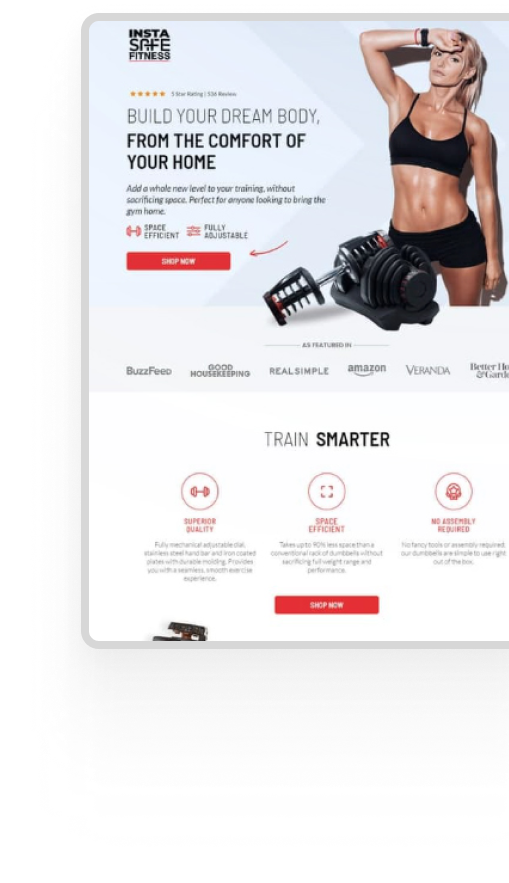 INSTA
SAFE
FITNESS
5 Star Rating | 536 Reviews
BUILD YOUR DREAM BODY,
FROM THE COMFORT OF
YOUR HOME
Add a whole new level to your training, without
sacrificing space. Perfect for anyone looking to bring the
gym home.
SPACE
EFFICIENT
FULLY
ADJUSTABLE
SHOP NOW
AS FEATURED IN
BuzzFeed
GOOD
HOUSEKEEPING
REAL SIMPLE
amazon
VERANDA
Better Ho
&Garde
TRAIN SMARTER
SUPERIOR
QUALITY
Fully mechanical adjustable dial,
stainless steel hand bar and iron coated
plates with durable molding. Provides
you with a seamless, smooth exercise
experience.
SPACE
EFFICIENT
Takes up to 90% less space than a
conventional rack of dumbbells without
sacrificing full weight range and
performance.
NO ASSEMBLY
REQUIRED
No fancy tools or assembly required,
our dumbbells are simple to use right
out of the box.
SHOP NOW